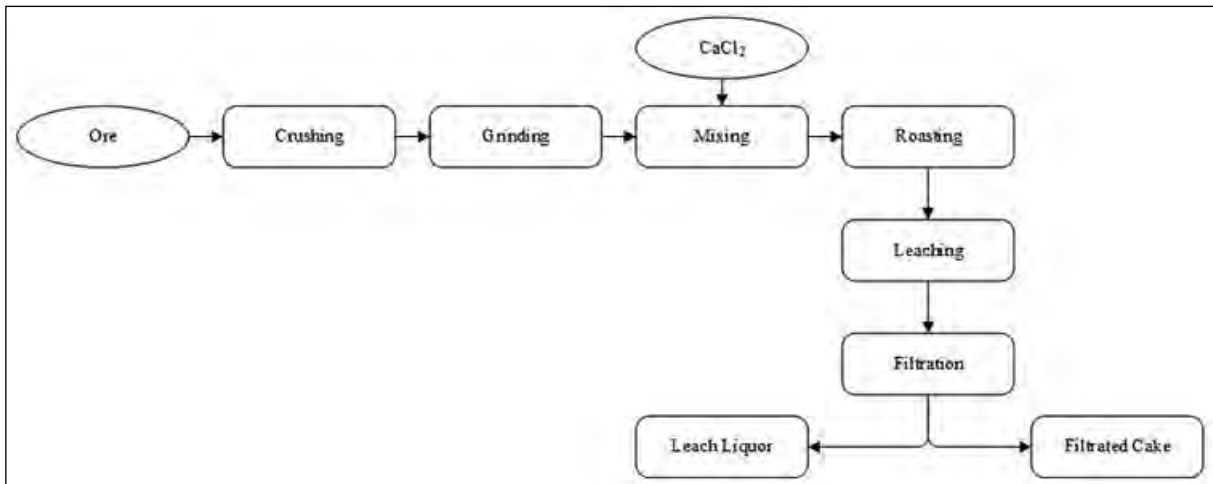 CaCl₂
Ore
Crushing
Grinding
Mixing
Roasting
Leaching
Filtration
Leach Liquor
Filtrated Cake